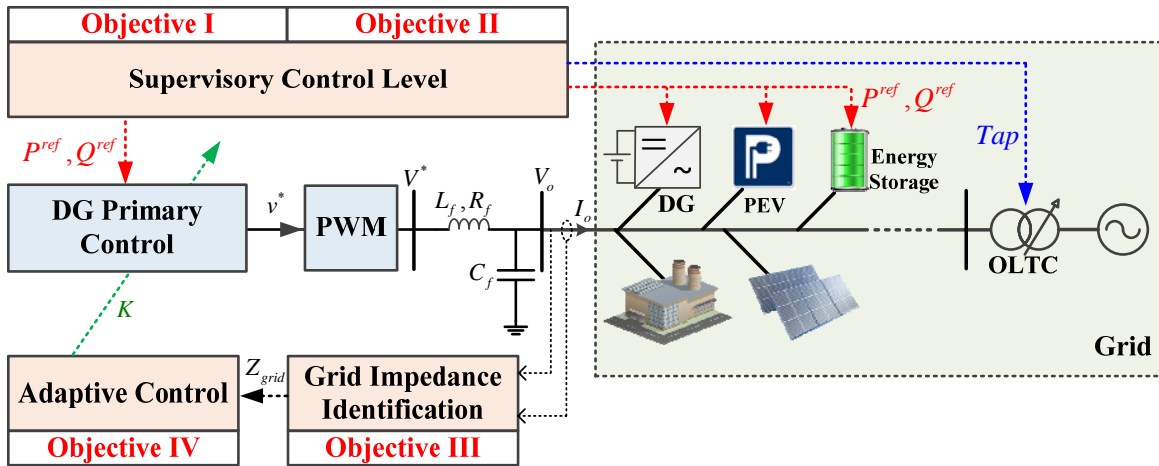 Objective I
Objective II
Supervisory Control Level
P^ref , Q^ref
P^ref , Q^ref
Tap
DG Primary
Control
v*
PWM
V*
L_f , R_f
C_f
V_o
I_o
DG
P
PEV
Energy
Storage
OLTC
Grid
K
Adaptive Control
Objective IV
Z_grid
Grid Impedance
Identification
Objective III